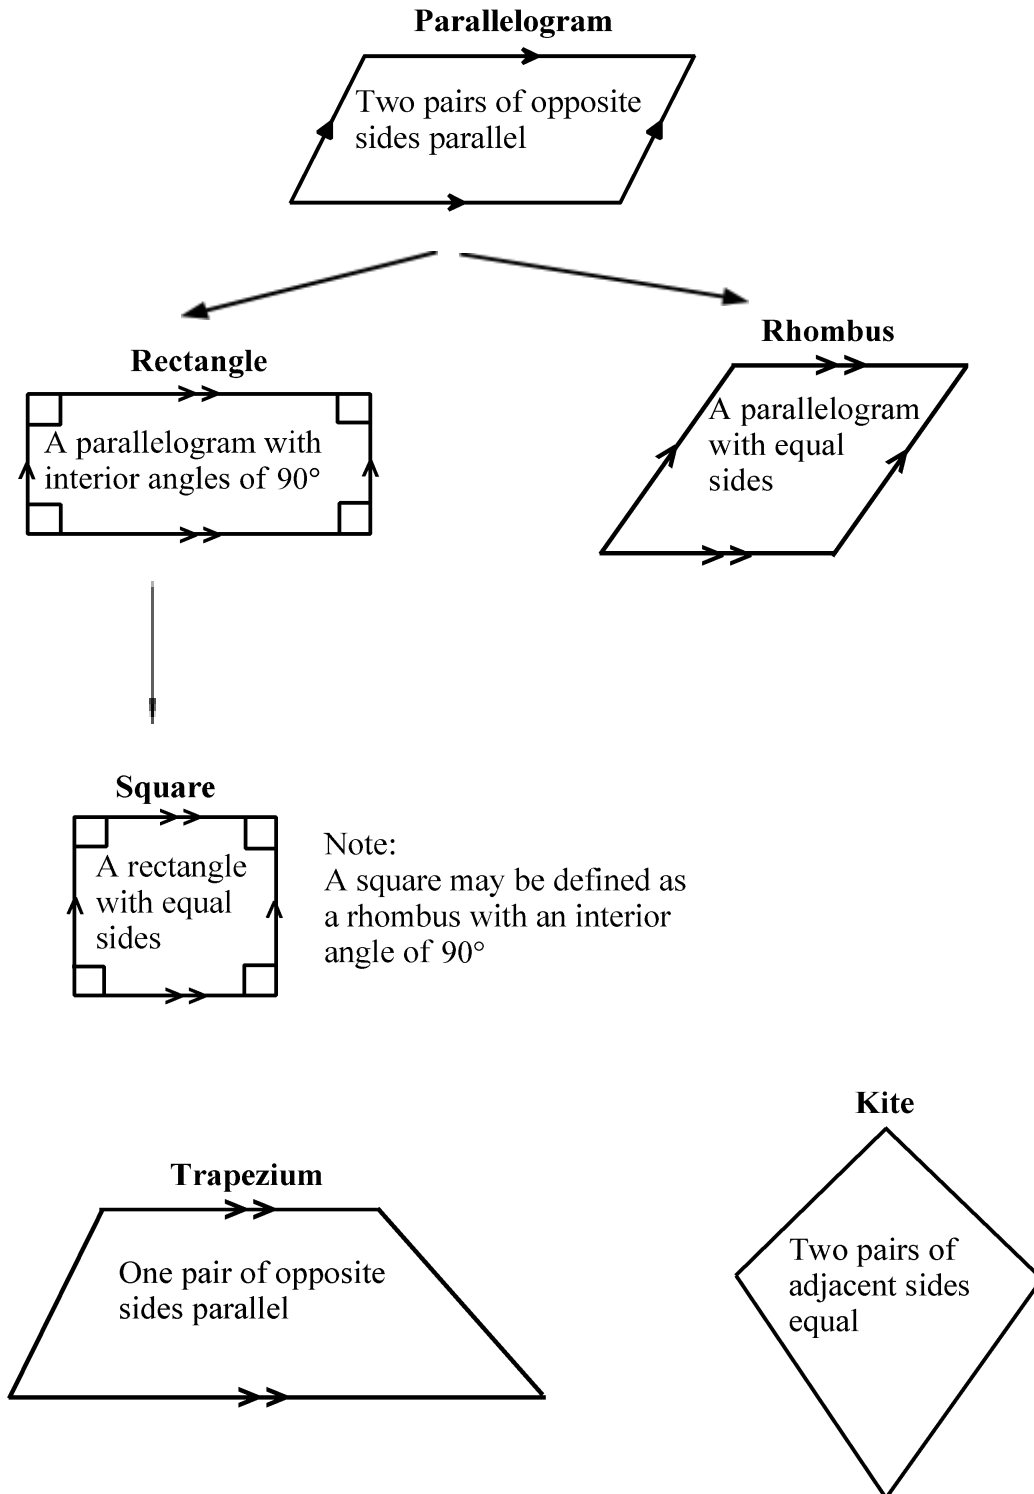 Parallelogram
Two pairs of opposite
sides parallel
Rectangle
A parallelogram with
interior angles of 90°
Rhombus
A parallelogram
with equal
sides
Square
A rectangle
with equal
sides
Note:
A square may be defined as
a rhombus with an interior
angle of 90°
Trapezium
One pair of opposite
sides parallel
Kite
Two pairs of
adjacent sides
equal